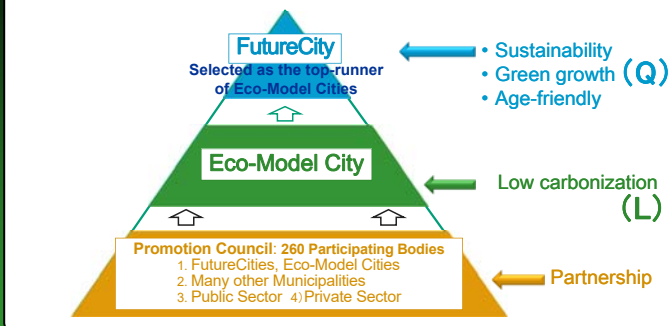 FutureCity
Selected as the top-runner
of Eco-Model Cities
• Sustainability
• Green growth (Q)
• Age-friendly
Eco-Model City
Low carbonization
(L)
Promotion Council: 260 Participating Bodies
1. FutureCities, Eco-Model Cities
2. Many other Municipalities
3. Public Sector 4)Private Sector
Partnership